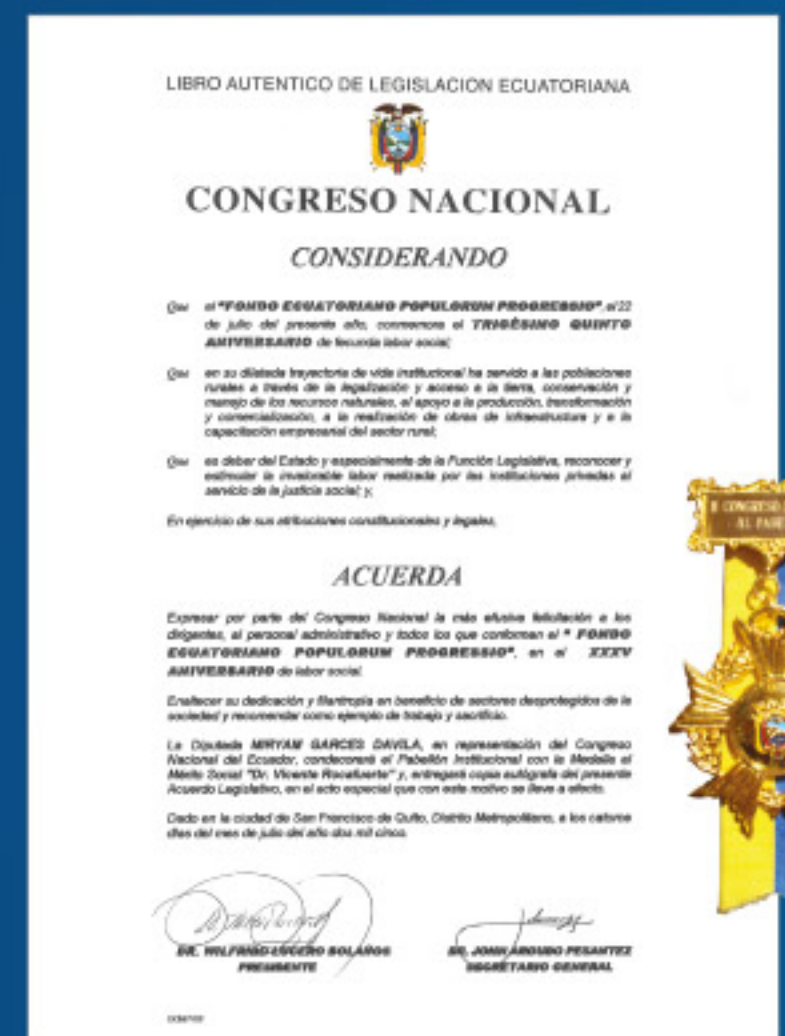 LIBRO AUTENTICO DE LEGISLACION ECUATORIANA
CONGRESO NACIONAL
CONSIDERANDO
Que el "FONDO ECUATORIANO POPULORUM PROGRESSIO", el 22
de julio del presente año, conmemora el TRIGÉSIMO QUINTO
ANIVERSARIO de fecunda labor social;
Que en su dilatada trayectoria de vida institucional ha servido a las poblaciones
rurales a través de la legalización y acceso a la tierra, conservación y
manejo de los recursos naturales, el apoyo a la producción, transformación
y comercialización, a la realización de obras de infraestructura y a la
capacitación empresarial del sector rural;
Que es deber del Estado y especialmente de la Función Legislativa, reconocer y
estimular la invalorable labor realizada por las instituciones privadas al
servicio de la justicia social; y,
En ejercicio de sus atribuciones constitucionales y legales,
ACUERDA
Expresar por parte del Congreso Nacional la más efusiva felicitación a los
dirigentes, al personal administrativo y todos los que conforman el " FONDO
ECUATORIANO POPULORUM PROGRESSIO", en el XXXV
ANIVERSARIO de labor social.
Enaltecer su dedicación y filantropía en beneficio de sectores desprotegidos de la
sociedad y recomendar como ejemplo de trabajo y sacrificio.
La Diputada MIRYAM GARCES DAVILA, en representación del Congreso
Nacional del Ecuador, condecorará el Pabellón Institucional con la Medalla al
Mérito Social "Dr. Vicente Rocafuerte" y, entregará copia autógrafa del presente
Acuerdo Legislativo, en el acto especial que con este motivo se lleve a efecto.
Dado en la ciudad de San Francisco de Quito, Distrito Metropolitano, a los catorce
días del mes de julio del año dos mil cinco.
DR. WILFRIDO LUCERO BOLAÑOS
PRESIDENTE
DR. JOHN ARGUDO PESANTEZ
SECRETARIO GENERAL
CONGRESO
AL